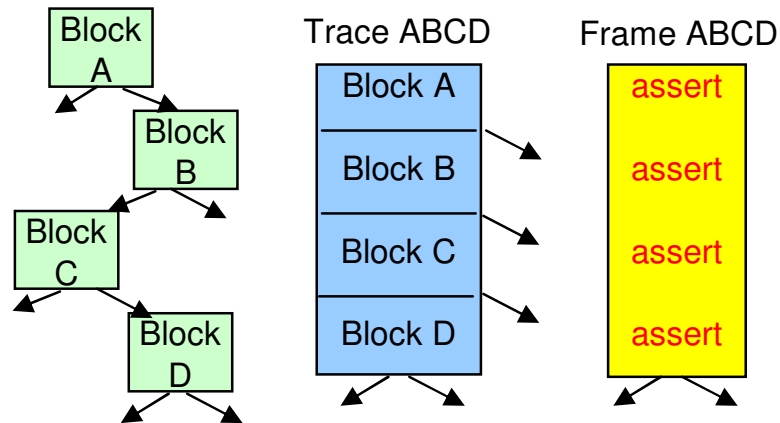 Block
A
Block
B
Block
C
Block
D
Trace ABCD
Block A
Block B
Block C
Block D
Frame ABCD
assert
assert
assert
assert